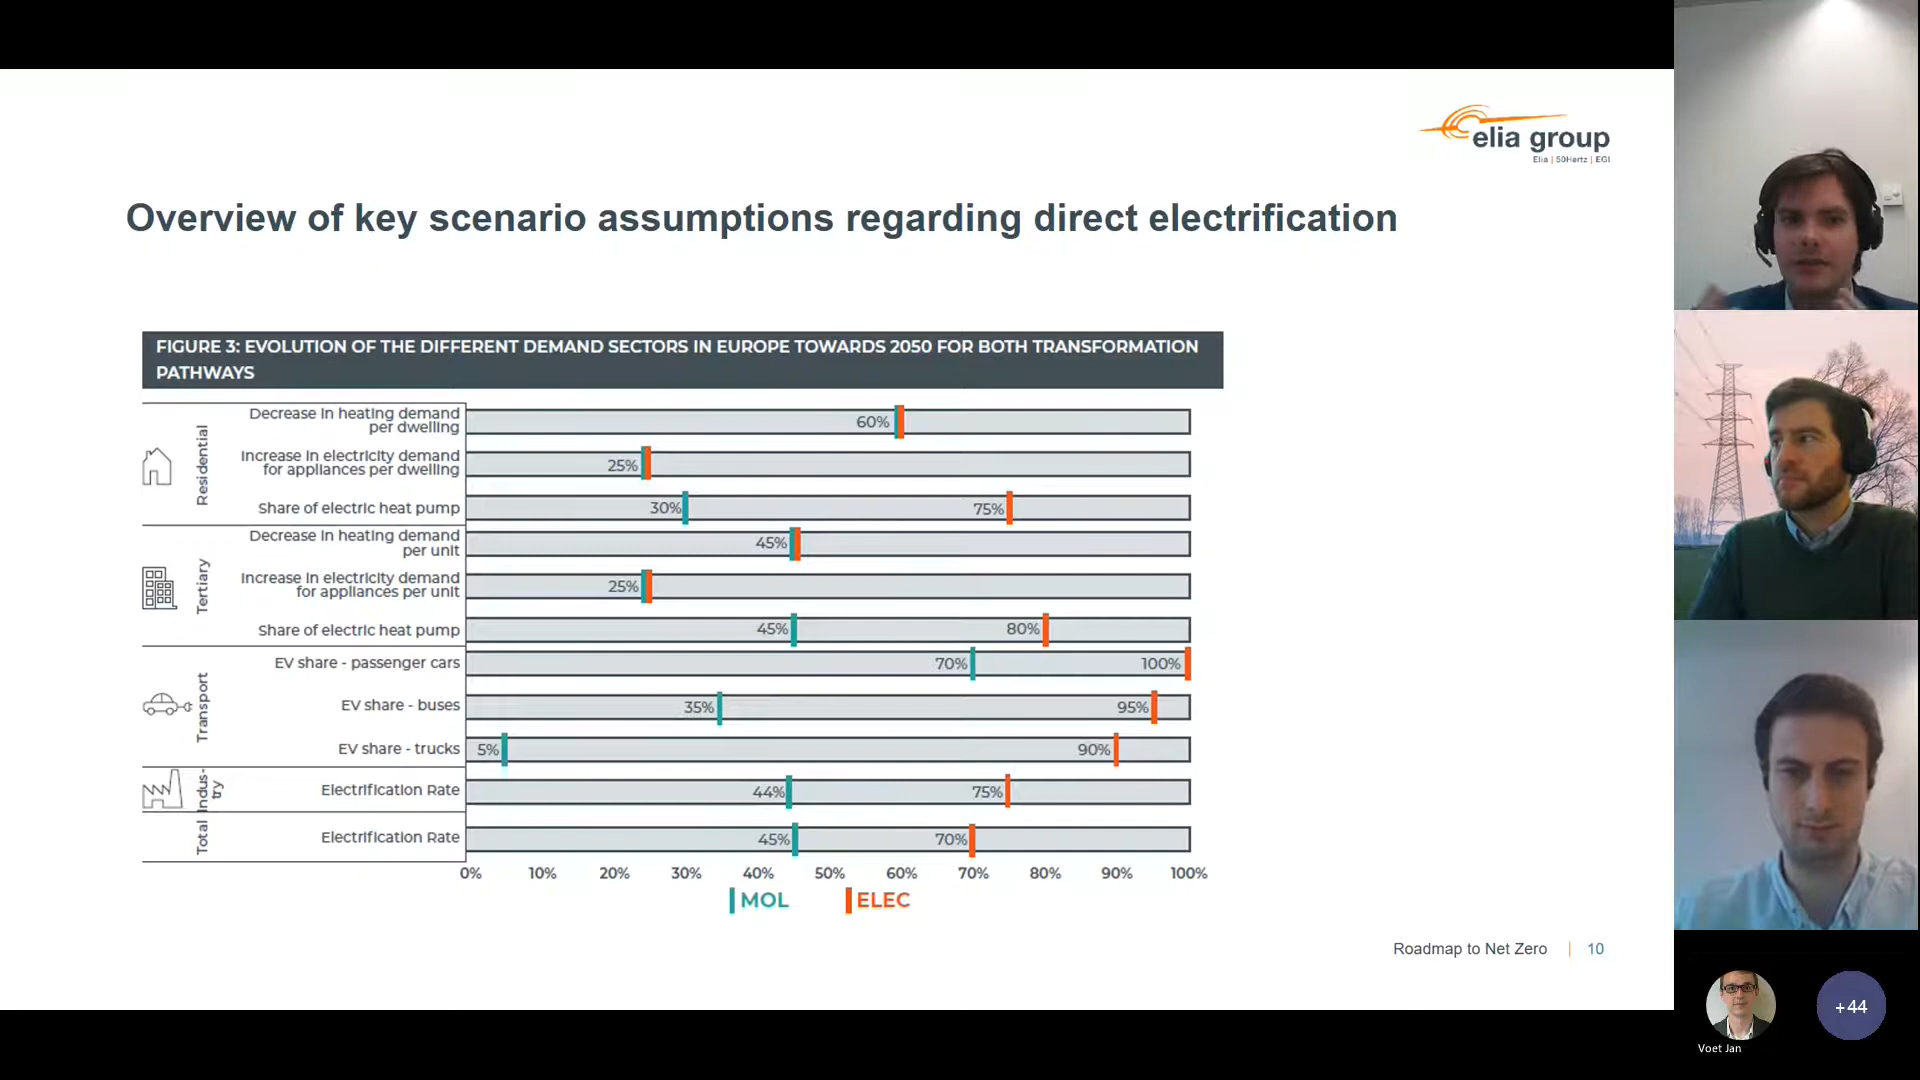 elia group
Elia | 50Hertz | EGI
Overview of key scenario assumptions regarding direct electrification
FIGURE 3: EVOLUTION OF THE DIFFERENT DEMAND SECTORS IN EUROPE TOWARDS 2050 FOR BOTH TRANSFORMATION
PATHWAYS
Residential
Decrease in heating demand
per dwelling
60%
Increase in electricity demand
for appliances per dwelling
25%
Share of electric heat pump
30%
75%
Tertiary
Decrease in heating demand
per unit
45%
Increase in electricity demand
for appliances per unit
25%
Share of electric heat pump
45%
80%
Transport
EV share - passenger cars
70%
100%
EV share - buses
35%
95%
EV share - trucks
5%
90%
Indus-
try
Electrification Rate
44%
75%
Total
Electrification Rate
45%
70%
0% 10% 20% 30% 40% 50% 60% 70% 80% 90% 100%
MOL ELEC
Roadmap to Net Zero | 10
+44
Voet Jan